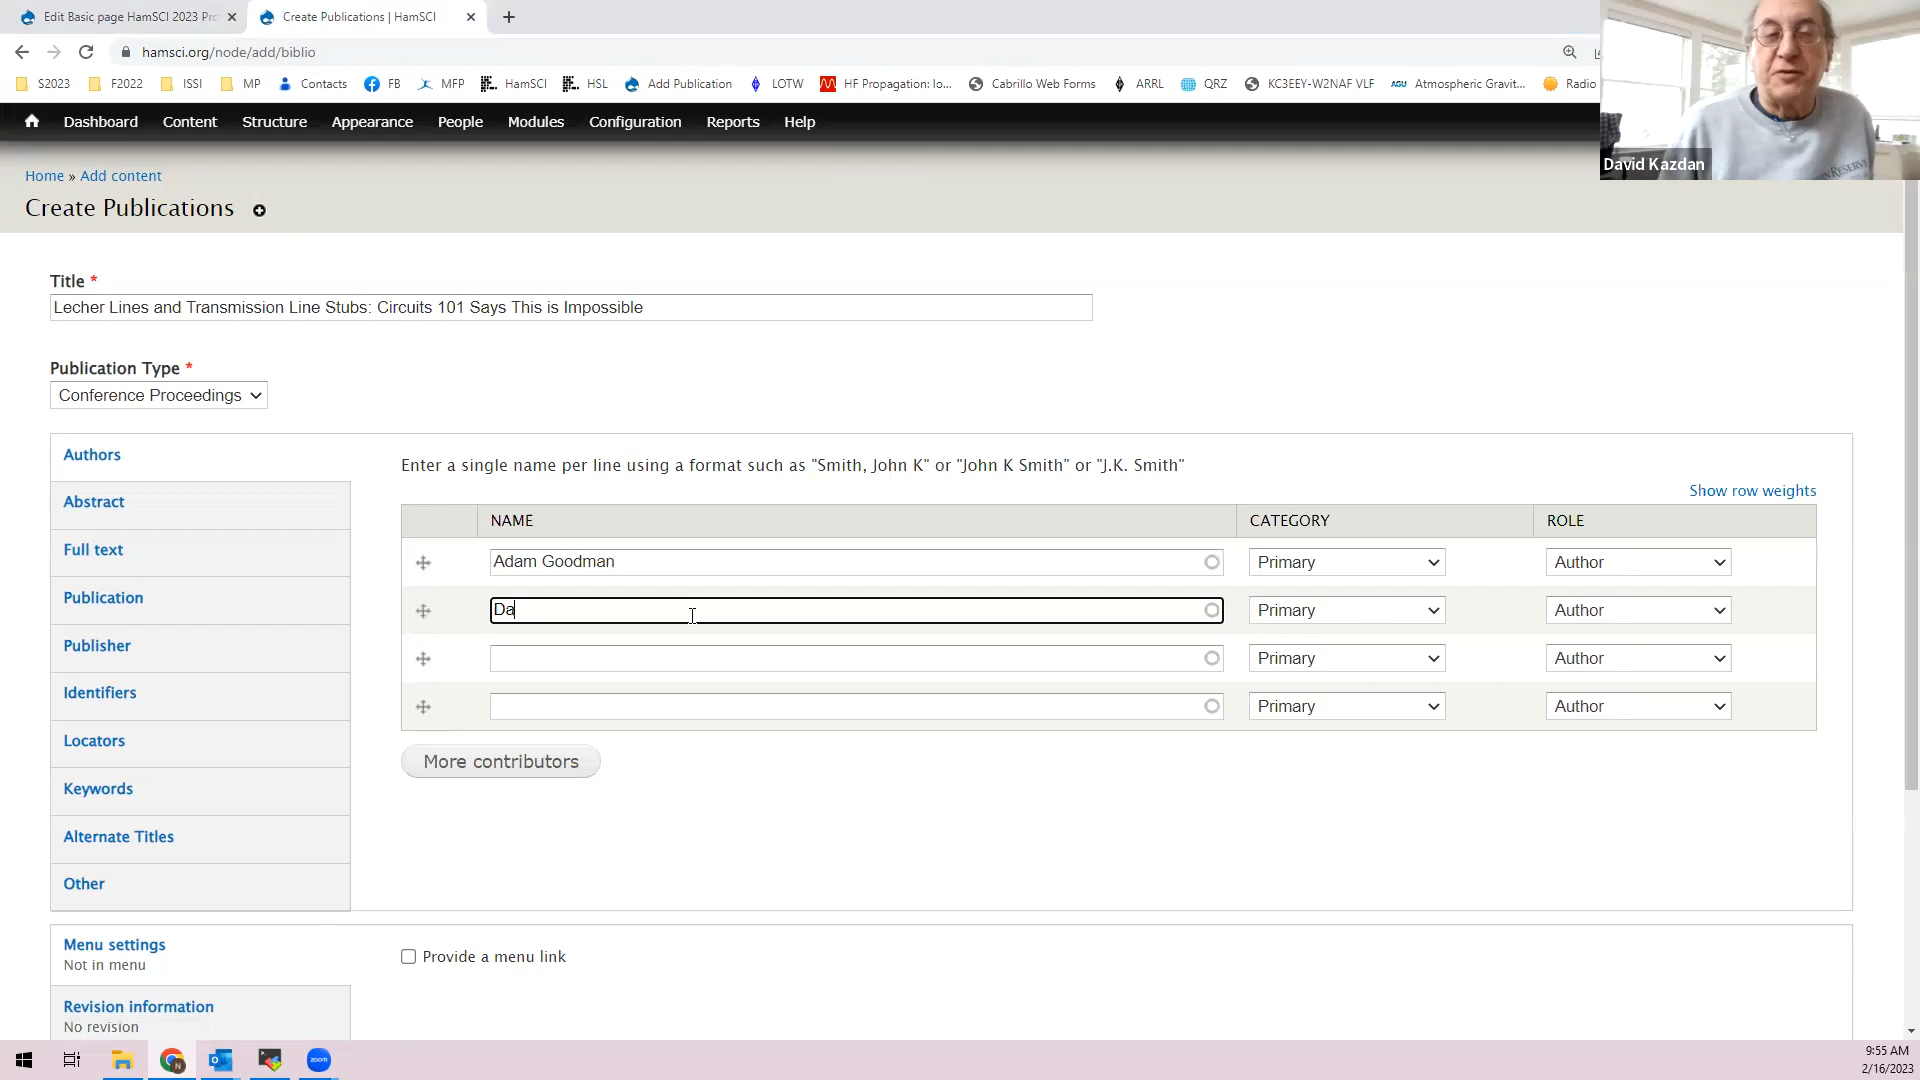 Edit Basic page HamSCI 2023 Pro
Create Publications | HamSCI
hamsci.org/node/add/biblio
S2023
F2022
ISSI
MP
Contacts
FB
MFP
HamSCI
HSL
Add Publication
LOTW
HF Propagation: Io...
Cabrillo Web Forms
ARRL
QRZ
KC3EEY-W2NAF VLF
AGU
Atmospheric Gravit...
Radio
Dashboard
Content
Structure
Appearance
People
Modules
Configuration
Reports
Help
David Kazdan
Home » Add content
Create Publications
Title *
Lecher Lines and Transmission Line Stubs: Circuits 101 Says This is Impossible
Publication Type *
Conference Proceedings
Authors
Abstract
Full text
Publication
Publisher
Identifiers
Locators
Keywords
Alternate Titles
Other
Enter a single name per line using a format such as "Smith, John K" or "John K Smith" or "J.K. Smith"
Show row weights
NAME CATEGORY ROLE
Adam Goodman Primary Author
Da Primary Author
Primary Author
Primary Author
More contributors
Menu settings
Not in menu
Provide a menu link
Revision information
No revision
zoom
9:55 AM
2/16/2023